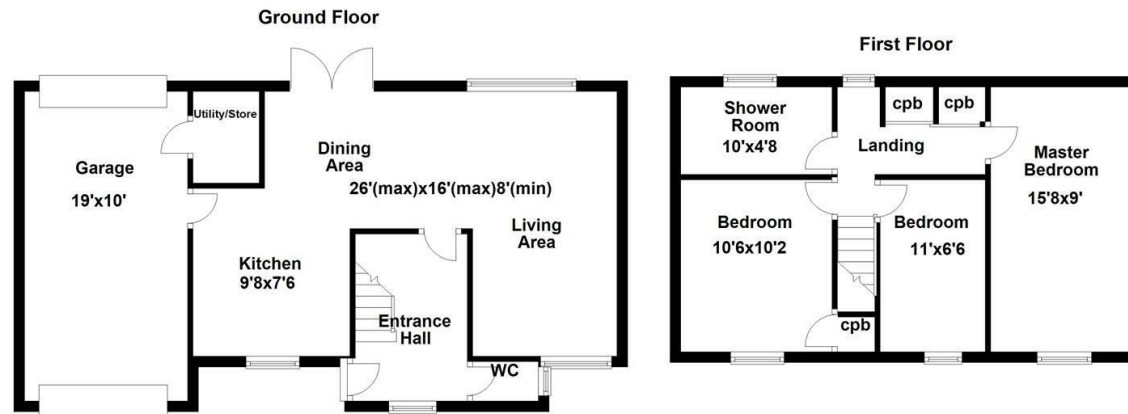 Ground Floor
Utility/Store
Garage
19'x10'
Dining
Area
26'(max)x16'(max)8'(min)
Living
Area
Kitchen
9'8x7'6
Entrance
Hall
WC
First Floor
Shower
Room
10'x4'8
cpb
cpb
Landing
Master
Bedroom
15'8x9'
Bedroom
10'6x10'2
Bedroom
11'x6'6
cpb